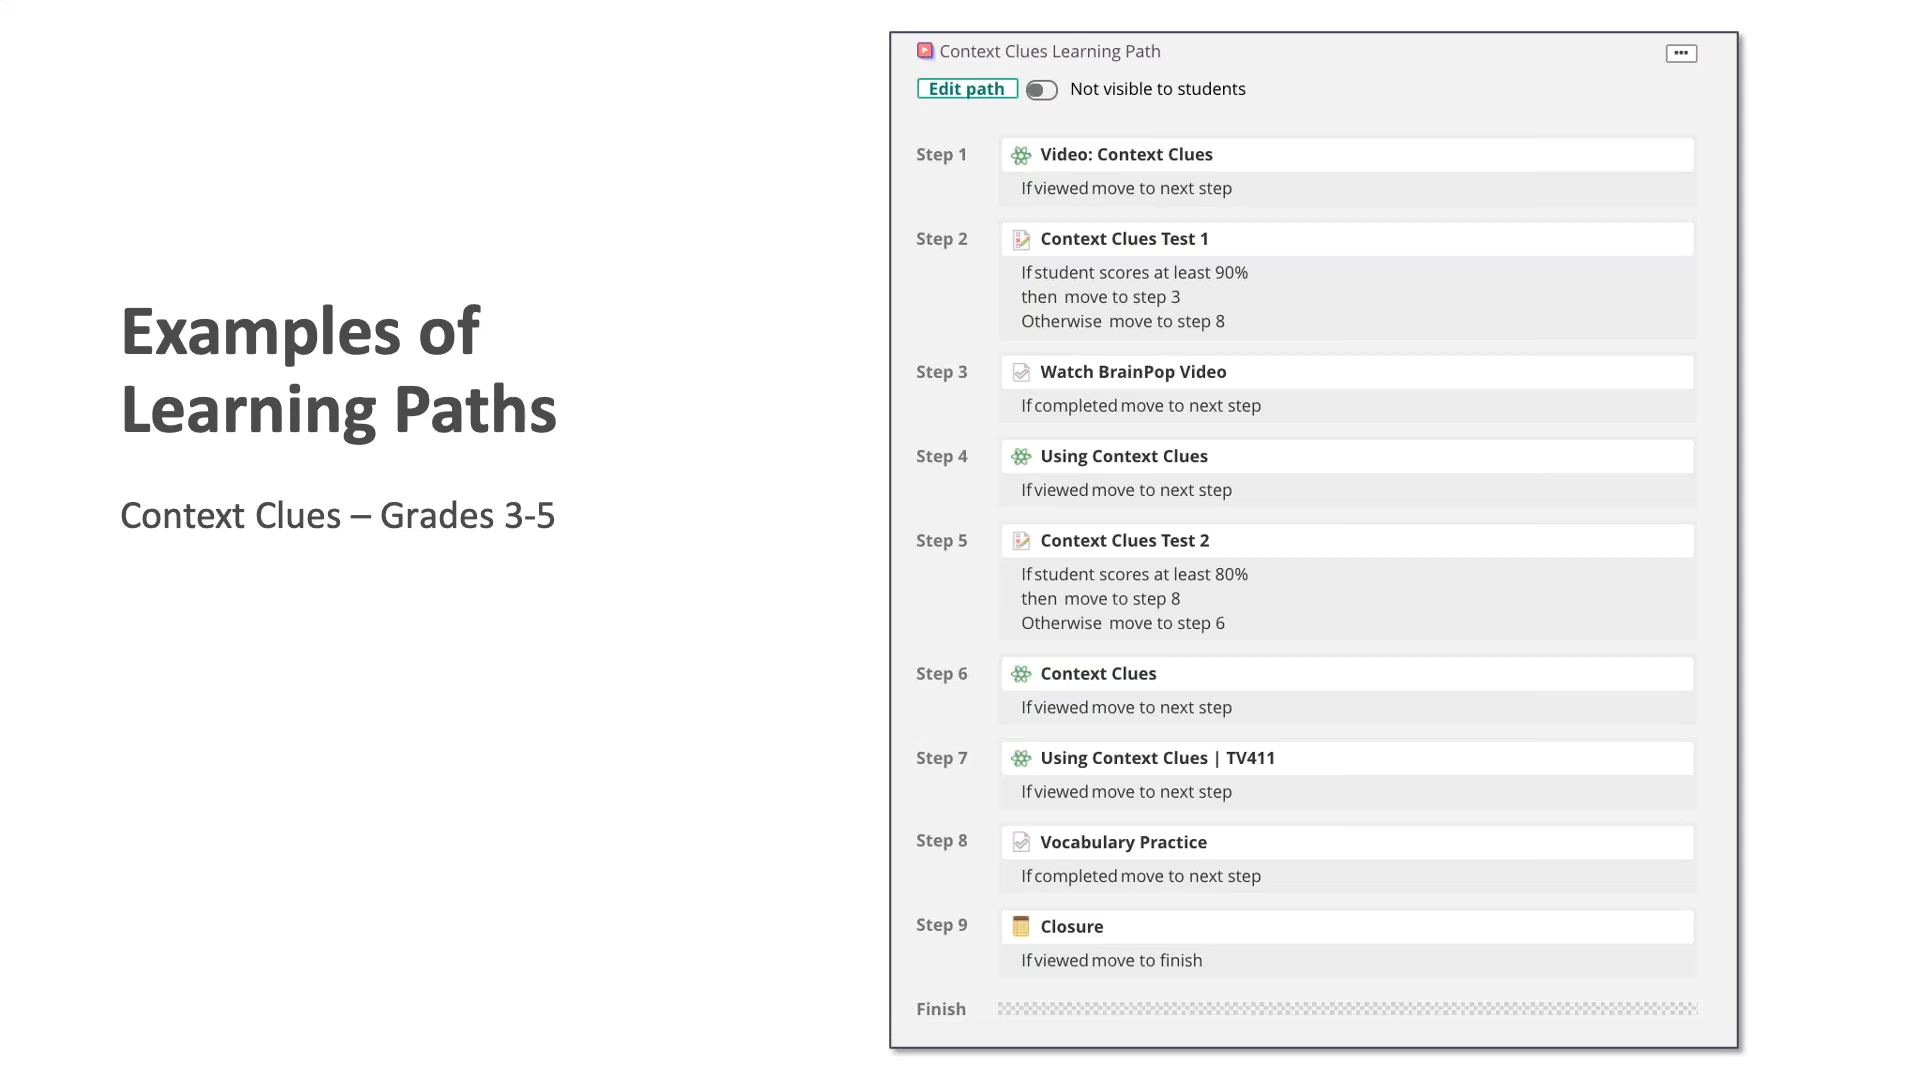 Examples of
Learning Paths
Context Clues – Grades 3-5
Context Clues Learning Path
Edit path Not visible to students
Step 1 Video: Context Clues
If viewed move to next step
Step 2 Context Clues Test 1
If student scores at least 90%
then move to step 3
Otherwise move to step 8
Step 3 Watch BrainPop Video
If completed move to next step
Step 4 Using Context Clues
If viewed move to next step
Step 5 Context Clues Test 2
If student scores at least 80%
then move to step 8
Otherwise move to step 6
Step 6 Context Clues
If viewed move to next step
Step 7 Using Context Clues | TV411
If viewed move to next step
Step 8 Vocabulary Practice
If completed move to next step
Step 9 Closure
If viewed move to finish
Finish